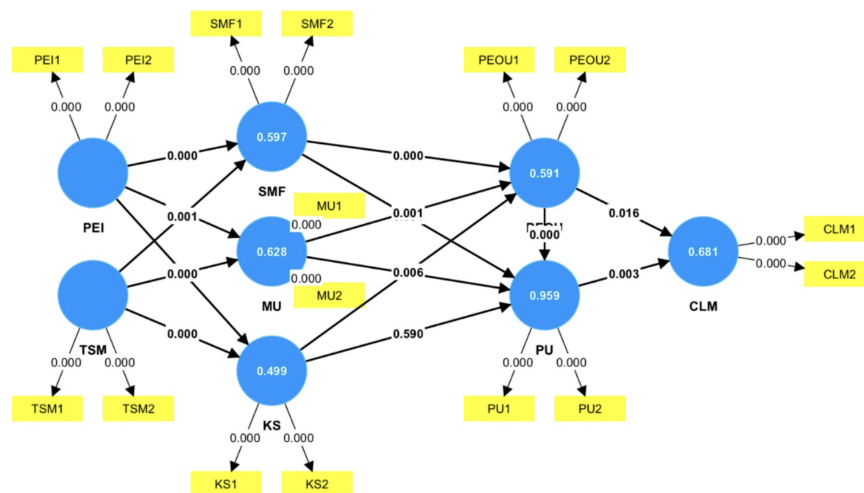 SMF1 SMF2
PEI1 PEI2 PEOU1 PEOU2
0.000 0.000
0.000 0.000 0.000 0.000
0.597
0.000 0.000
0.591
SMF
MU1
PEI 0.001 0.000 0.001 0.016 CLM1
0.000
0.628 0.681 0.000
0.000 0.000 0.006 0.003 0.000
CLM2
MU2
MU 0.959 CLM
0.000 0.590
TSM PU
0.000 0.000 0.499 0.000 0.000
TSM1 TSM2 KS PU1 PU2
0.000 0.000
KS1 KS2